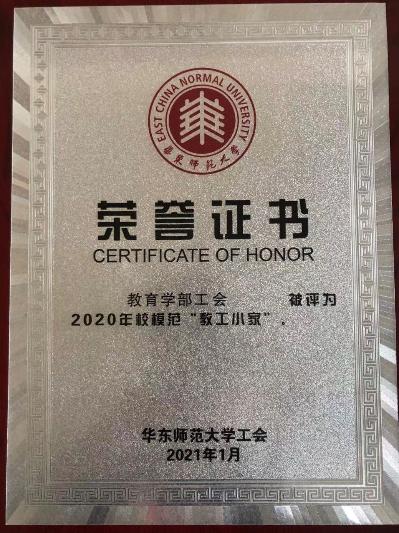 EAST CHINA NORMAL UNIVERSITY
華東師范大学
荣誉证书
CERTIFICATE OF HONOR
教育学部工会 被评为
2020年校模范“教工小家”.
华东师范大学工会
2021年1月